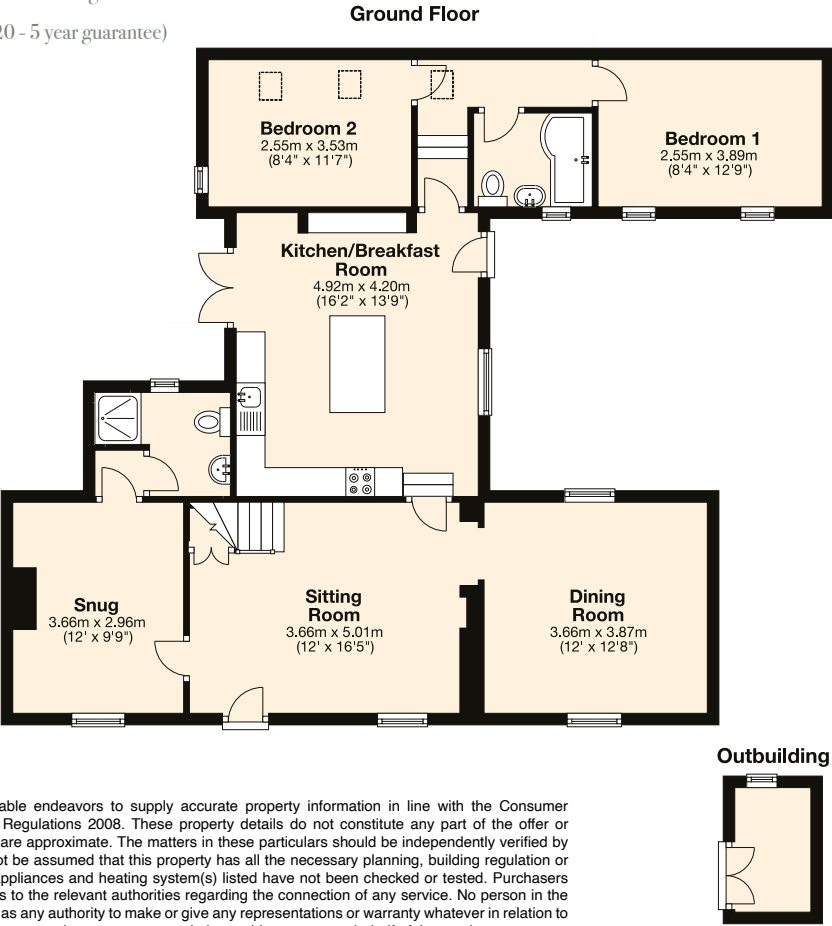 Ground Floor
20 - 5 year guarantee)
Bedroom 2
2.55m x 3.53m
(8'4" x 11'7")
Bedroom 1
2.55m x 3.89m
(8'4" x 12'9")
Kitchen/Breakfast
Room
4.92m x 4.20m
(16'2" x 13'9")
Snug
3.66m x 2.96m
(12' x 9'9")
Sitting
Room
3.66m x 5.01m
(12' x 16'5")
Dining
Room
3.66m x 3.87m
(12' x 12'8")
Outbuilding
able endeavors to supply accurate property information in line with the Consumer
Regulations 2008. These property details do not constitute any part of the offer or
are approximate. The matters in these particulars should be independently verified by
ot be assumed that this property has all the necessary planning, building regulation or
appliances and heating system(s) listed have not been checked or tested. Purchasers
s to the relevant authorities regarding the connection of any service. No person in the
as any authority to make or give any representations or warranty whatever in relation to